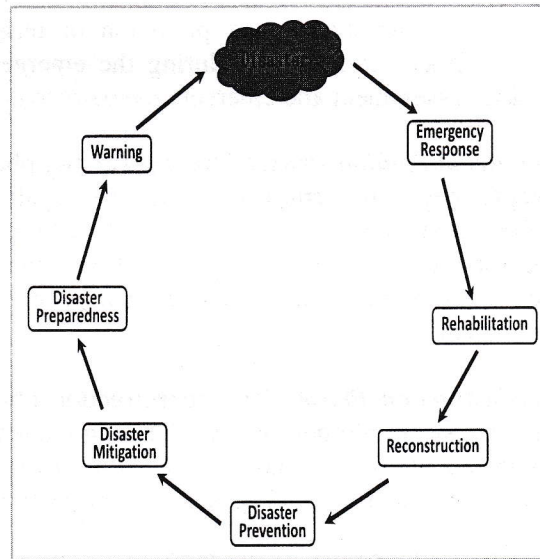 Emergency
Response
Rehabilitation
Reconstruction
Disaster
Prevention
Disaster
Mitigation
Disaster
Preparedness
Warning